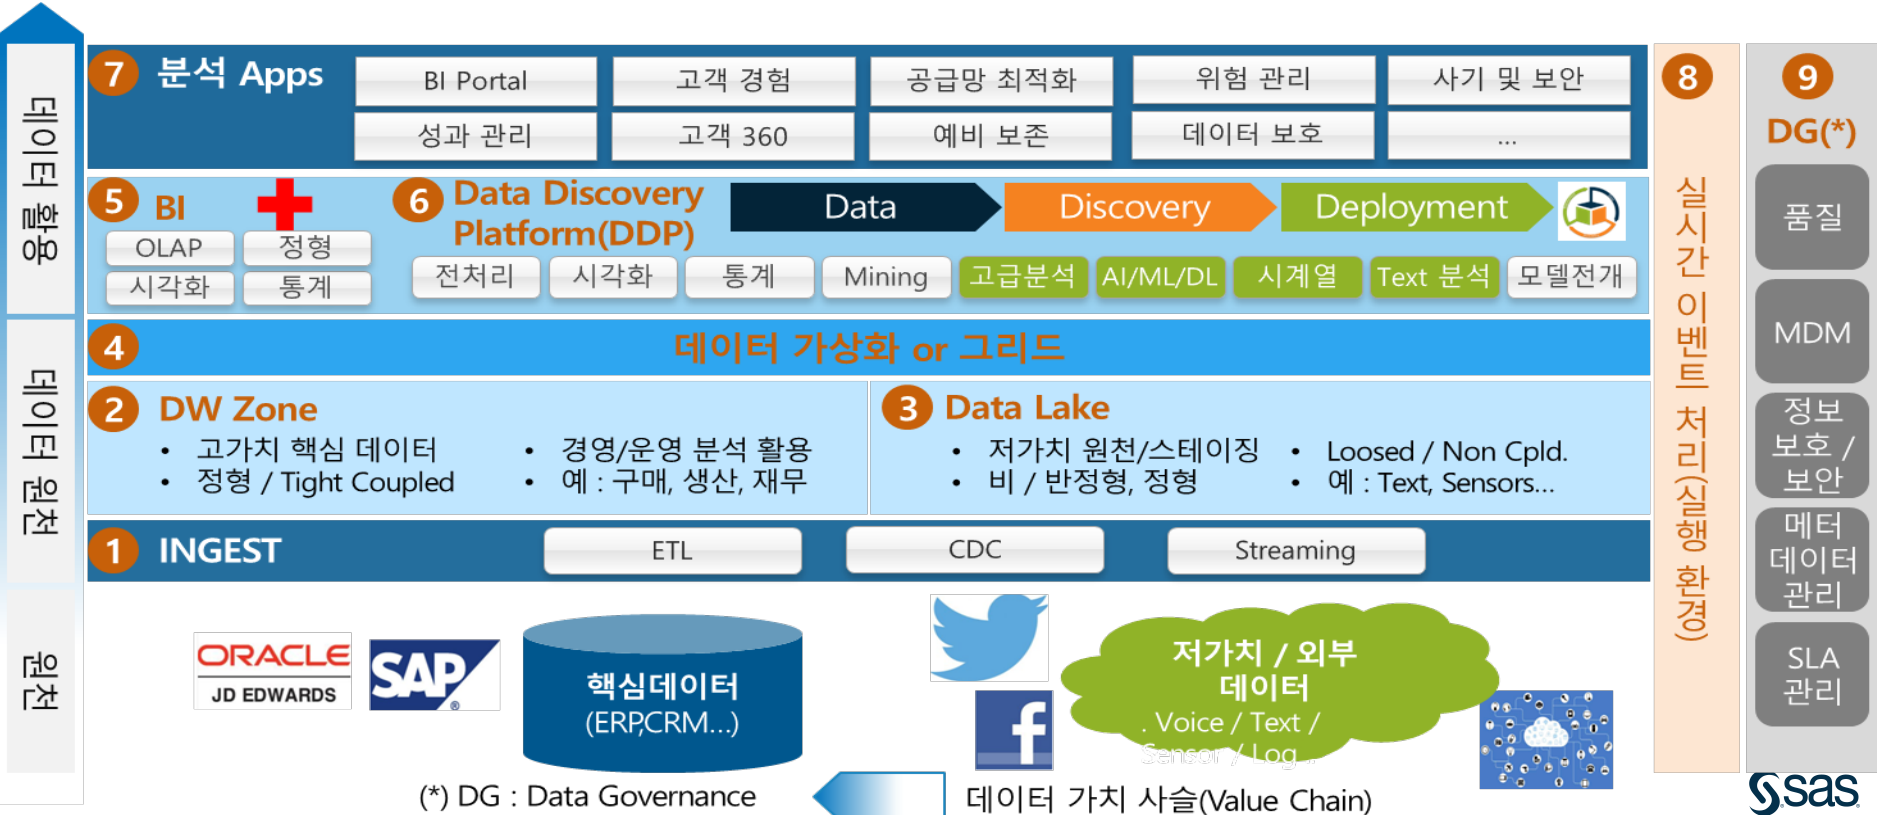 데이터 활용
데이터 원천
원천
7 분석 Apps
BI Portal
고객 경험
공급망 최적화
위험 관리
사기 및 보안
성과 관리
고객 360
예비 보존
데이터 보호
...
5 BI
OLAP
정형
시각화
통계
6 Data Discovery
Platform(DDP)
Data
Discovery
Deployment
전처리
시각화
통계
Mining
고급분석
AI/ML/DL
시계열
Text 분석
모델전개
4 데이터 가상화 or 그리드
2 DW Zone
• 고가치 핵심 데이터
• 정형 / Tight Coupled
• 경영/운영 분석 활용
• 예 : 구매, 생산, 재무
3 Data Lake
• 저가치 원천/스테이징
• 비 / 반정형, 정형
• Loosed / Non Cpld.
• 예 : Text, Sensors...
1 INGEST
ETL
CDC
Streaming
ORACLE
JD EDWARDS
SAP
핵심데이터
(ERP,CRM...)
f
저가치 / 외부
데이터
. Voice / Text /
Sensor / Log ..
(*) DG : Data Governance
데이터 가치 사슬(Value Chain)
8
실시간 이벤트 처리(실행 환경)
9
DG(*)
품질
MDM
정보
보호 /
보안
메터
데이터
관리
SLA
관리
sas